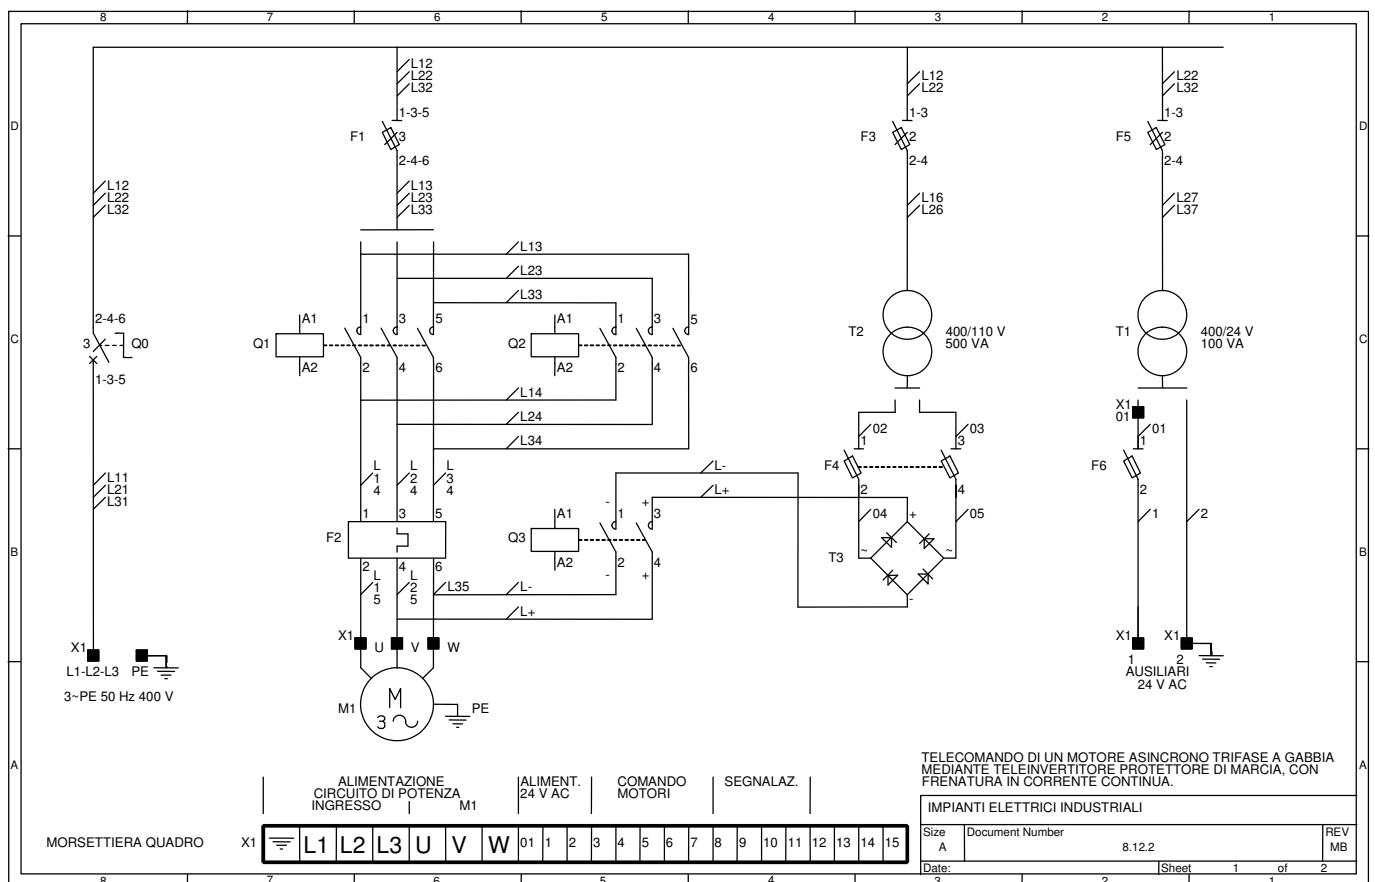 8 7 6 5 4 3 2 1
D
D
L12
L22
L32
L12
L22
L22
L32
1-3-5
F1
3
2-4-6
1-3
F3
2
2-4
1-3
F5
2
2-4
L12
L22
L32
L13
L23
L33
L16
L26
L27
L37
L13
L23
L33
C
C
2-4-6
3
Q0
1-3-5
A1
Q1
A2
1 3 5
2 4 6
A1
Q2
A2
1 3 5
2 4 6
T2
400/110 V
500 VA
T1
400/24 V
100 VA
L14
L24
L34
02
03
1
3
F4
2
4
04
05
X1
01
01
1
F6
2
1
2
L11
L21
L31
L
1
4
L
2
4
L
3
4
L-
L+
B
B
1 3 5
F2
2 4 6
A1
Q3
A2
- 1 + 3
2 4
- +
+
T3
~
~
-
L
1
5
L
2
5
L35
L-
L+
X1
L1-L2-L3 PE
3~PE 50 Hz 400 V
X1 U V W
M1
M
3
PE
X1
1
X1
2
AUSILIARI
24 V AC
A
A
TELECOMANDO DI UN MOTORE ASINCRONO TRIFASE A GABBIA
MEDIANTE TELEINVERTITORE PROTETTORE DI MARCIA, CON
FRENATURA IN CORRENTE CONTINUA.
ALIMENTAZIONE
CIRCUITO DI POTENZA
INGRESSO M1
ALIMENT.
24 V AC
COMANDO
MOTORI
SEGNALAZ.
MORSETTIERA QUADRO X1 L1 L2 L3 U V W 01 1 2 3 4 5 6 7 8 9 10 11 12 13 14 15
IMPIANTI ELETTRICI INDUSTRIALI
Size
A
Document Number
8.12.2
REV
MB
Date:
Sheet 1 of 2
8 7 6 5 4 3 2 1